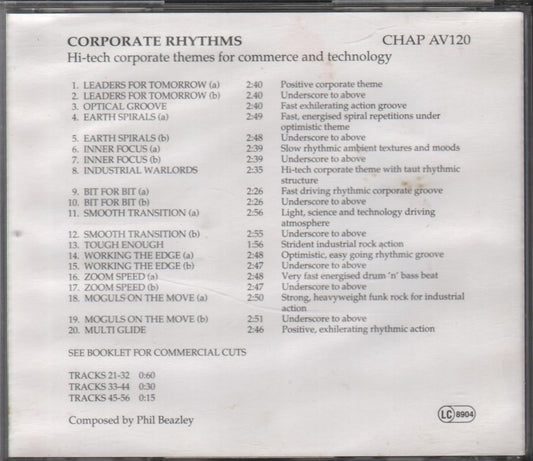 CORPORATE RHYTHMS CHAP AV120
Hi-tech corporate themes for commerce and technology
1. LEADERS FOR TOMORROW (a) 2:40 Positive corporate theme
2. LEADERS FOR TOMORROW (b) 2.40 Underscore to above
3. OPTICAL GROOVE 2:40 Fast exhilerating action groove
4. EARTH SPIRALS (a) 2:49 Fast, energised spiral repetitions under
optimistic theme
5. EARTH SPIRALS (b) 2:48 Underscore to above
6. INNER FOCUS (a) 2:39 Slow rhythmic ambient textures and moods
7. INNER FOCUS (b) 2:39 Underscore to above
8. INDUSTRIAL WARLORDS 2:35 Hi-tech corporate theme with taut rhythmic
structure
9. BIT FOR BIT (a) 2:26 Fast driving rhythmic corporate groove
10. BIT FOR BIT (b) 2:26 Underscore to above
11. SMOOTH TRANSITION (a) 2:56 Light, science and technology driving
atmosphere
12. SMOOTH TRANSITION (b) 2:55 Underscore to above
13. TOUGH ENOUGH 1:56 Strident industrial rock action
14. WORKING THE EDGE (a) 2:48 Optimistic, easy going rhythmic groove
15. WORKING THE EDGE (b) 2:47 Underscore to above
16. ZOOM SPEED (a) 2:48 Very fast energised drum 'n' bass beat
17. ZOOM SPEED (b) 2:47 Underscore to above
18. MOGULS ON THE MOVE (a) 2:50 Strong, heavyweight funk rock for industrial
action
19. MOGULS ON THE MOVE (b) 2:51 Underscore to above
20. MULTI GLIDE 2:46 Positive, exhilerating rhythmic action
SEE BOOKLET FOR COMMERCIAL CUTS
TRACKS 21-32 0:60
TRACKS 33-44 0:30
TRACKS 45-56 0:15
Composed by Phil Beazley
LC 8904